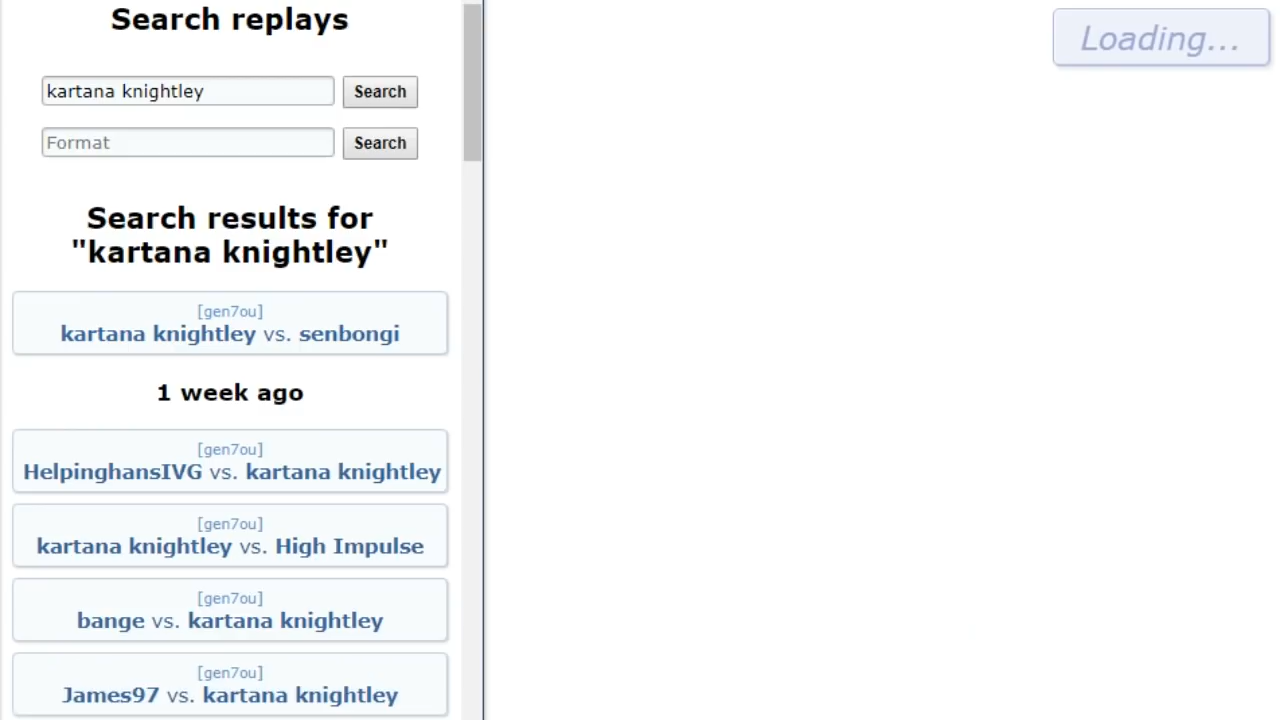 Search replays
Loading...
kartana knightley Search
Format Search
Search results for
"kartana knightley"
[gen7ou]
kartana knightley vs. senbongi
1 week ago
[gen7ou]
HelpinghansIVG vs. kartana knightley
[gen7ou]
kartana knightley vs. High Impulse
[gen7ou]
bange vs. kartana knightley
[gen7ou]
James97 vs. kartana knightley